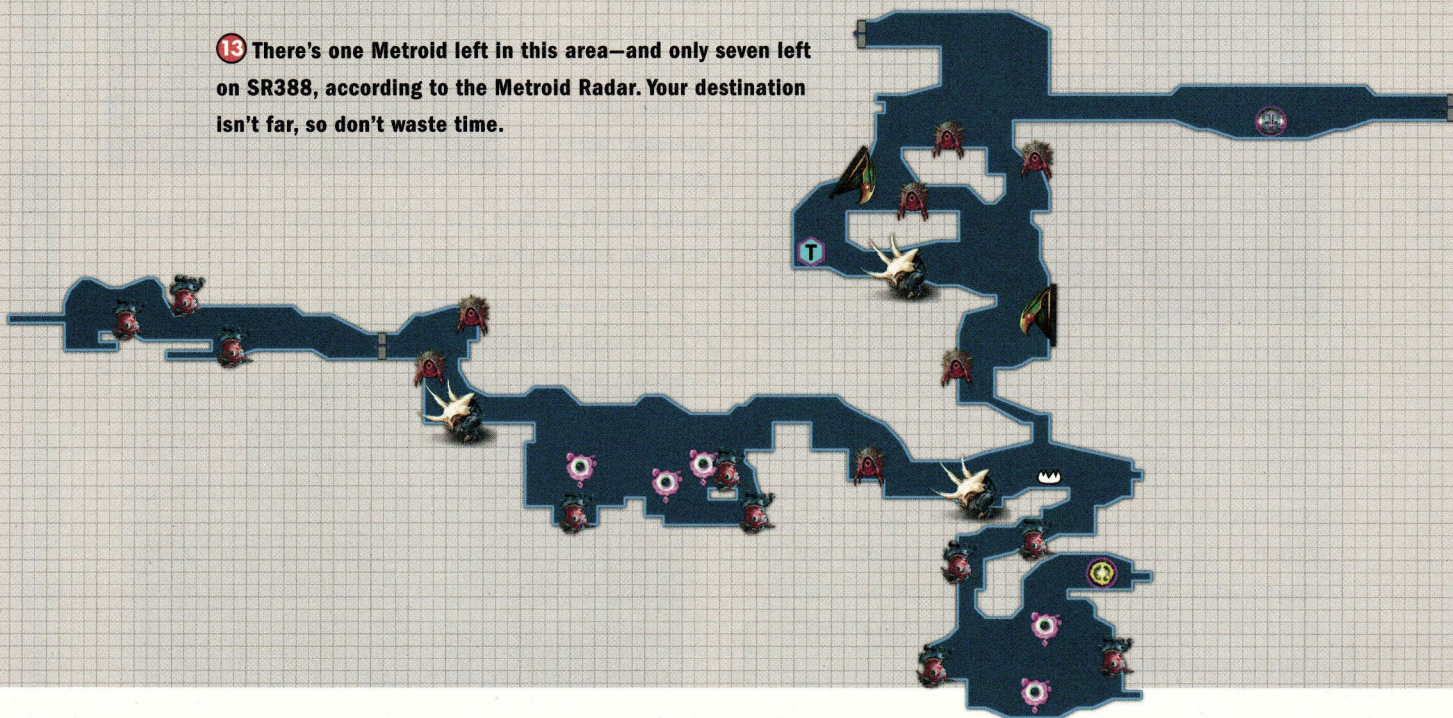 13 There's one Metroid left in this area—and only seven left
on SR388, according to the Metroid Radar. Your destination
isn't far, so don't waste time.
T